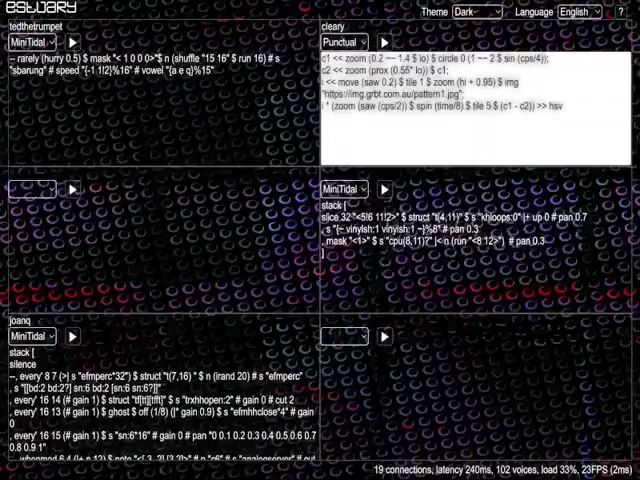 estuary
Theme Dark Language English ?
tedthetrumpet
MiniTidal
-- rarely (hurry 0.5) $ mask "< 1 0 0 0>"$ n (shuffle "15 16" $ run 16) # s
"sbarung" # speed "{-1 1!2}%16" # vowel "{a e q}%15"
cleary
Punctual
c1 << zoom (0.2 ~~ 1.4 $ lo) $ circle 0 (1 ~~ 2 $ sin (cps/4));
c2 << zoom (prox (0.55* lo)) $ c1;
i << move (saw 0.2) $ tile 1 $ zoom (hi + 0.95) $ img
"https://img.grbt.com.au/pattern1.jpg";
i * (zoom (saw (cps/2)) $ spin (time/8) $ tile 5 $ (c1 - c2)) >> hsv
MiniTidal
stack [
slice 32 "<5!6 11!2>" $ struct "t(4,11)" $ s "khloops:0" |+ up 0 # pan 0.7
, s "{~ vinylsh:1 vinylsh:1 ~}%8" # pan 0.3
, mask "<1>" $ s "cpu(8,11)?" |< n (run "<8 12>") # pan 0.3
]
joanq
MiniTidal
stack [
silence
--, every' 8 7 (>| s "efmperc*32") $ struct "t(7,16) " $ n (irand 20) # s "efmperc"
, s "[[bd:2 bd:2?] sn:6 bd:2 [sn:6 sn:6?]]"
, every' 16 14 (# gain 1) $ struct "tf[tt][tfft]" $ s "trxhhopen:2" # gain 0 # cut 2
, every' 16 13 (# gain 1) $ ghost $ off (1/8) (|* gain 0.9) $ s "efmhhclose*4" # gain
0
, every' 16 15 (# gain 1) $ s "sn:6*16" # gain 0 # pan "0 0.1 0.2 0.3 0.4 0.5 0.6 0.7
0.8 0.9 1"
19 connections, latency 240ms, 102 voices, load 33%, 23FPS (2ms)